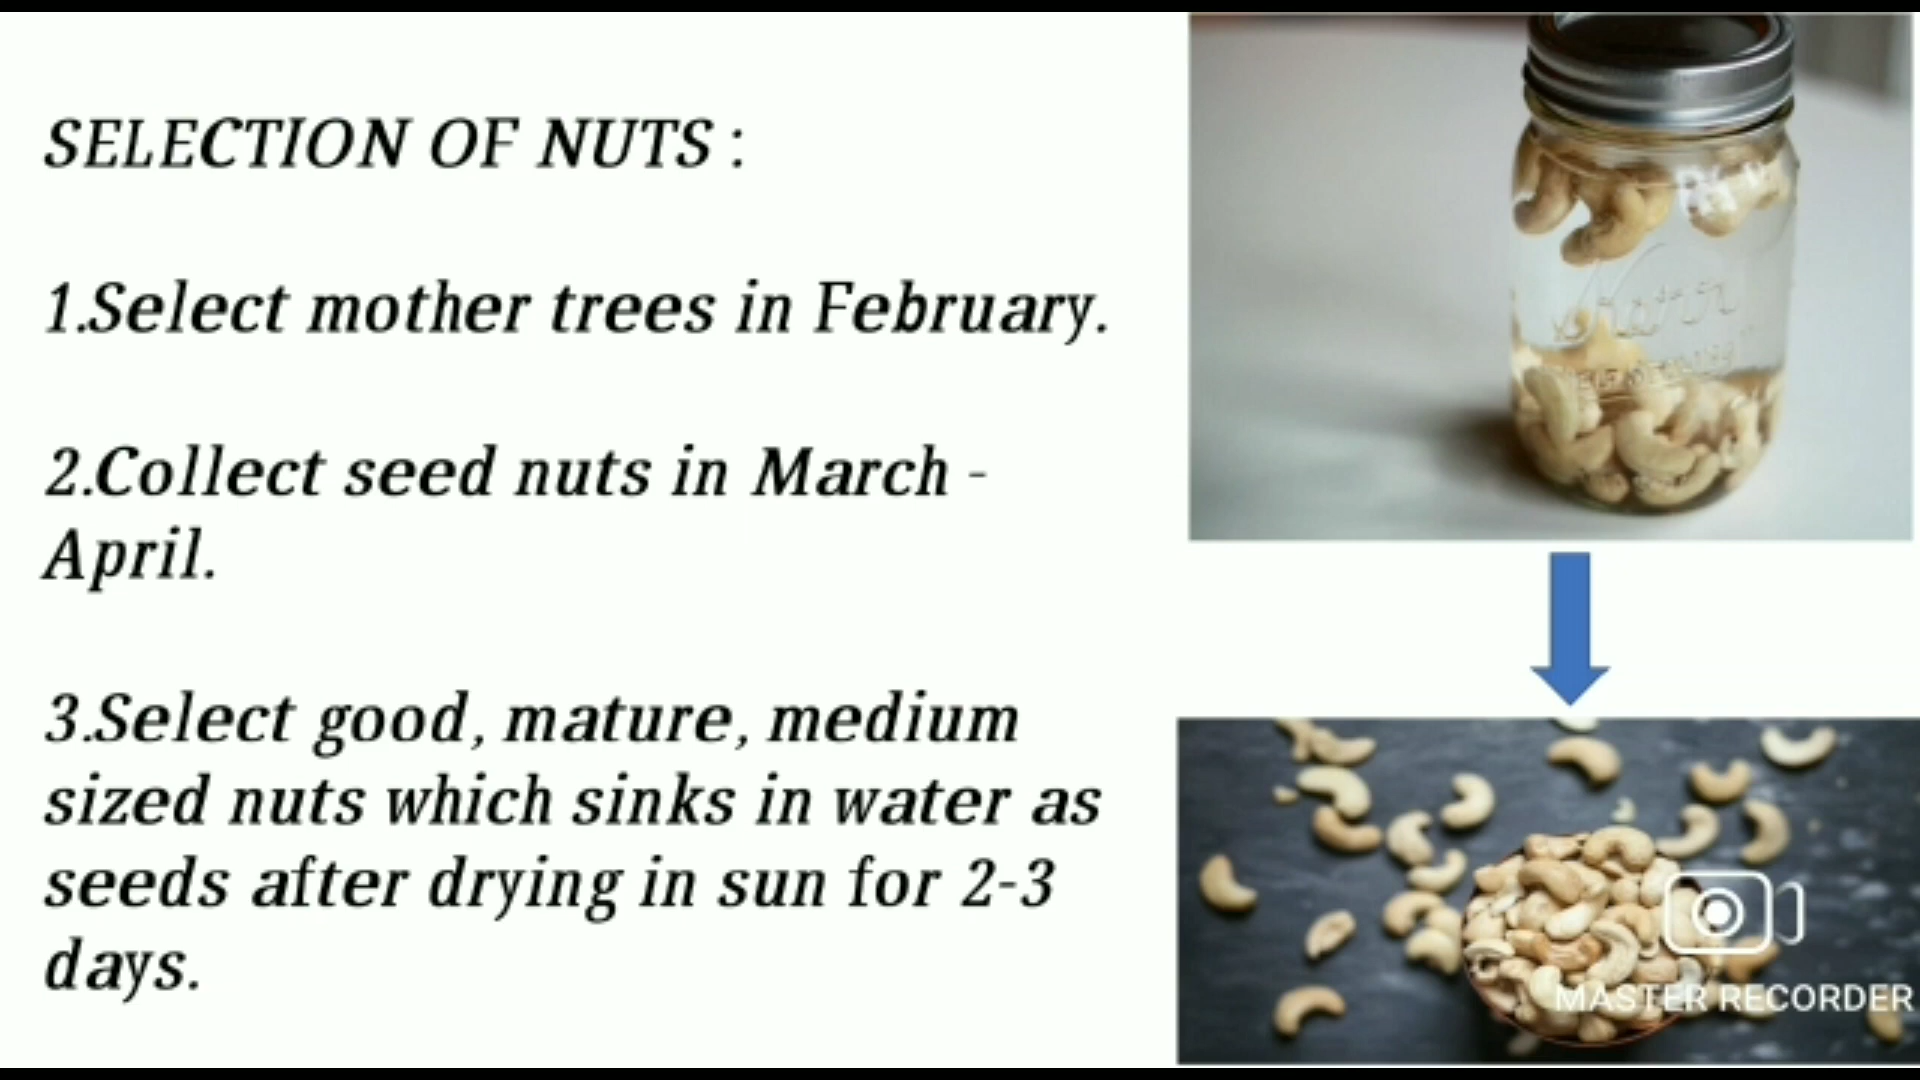 SELECTION OF NUTS :
1.Select mother trees in February.
2.Collect seed nuts in March -
April.
3.Select good, mature, medium
sized nuts which sinks in water as
seeds after drying in sun for 2-3
days.
Kerr
MASTER RECORDER